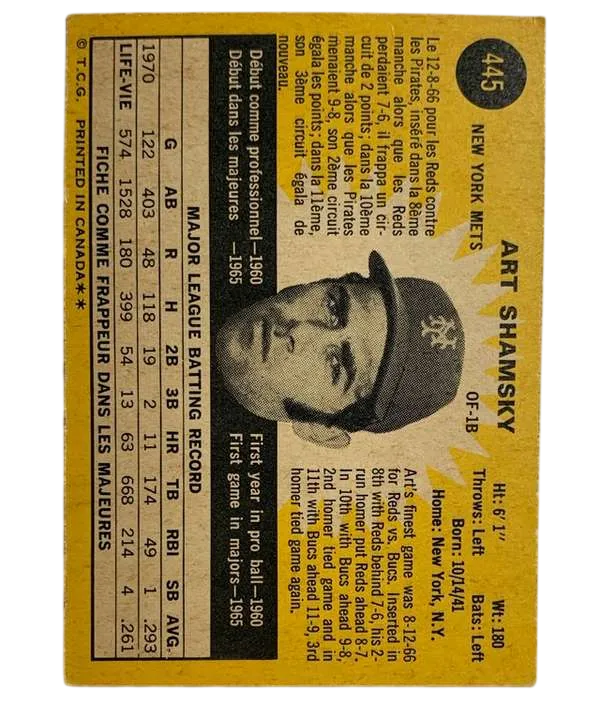 445
NEW YORK METS
ART SHAMSKY
OF-1B
Ht: 6'1" Wt: 180
Throws: Left Bats: Left
Born: 10/14/41
Home: New York, N.Y.
Le 12-8-66 pour les Reds contre
les Pirates, inséré dans la 8ème
manche alors que les Reds
perdaient 7-6, il frappa un cir-
cuit de 2 points; dans la 10ème
manche alors que les Pirates
menaient 9-8, son 2ème circuit
égala les points; dans la 11ème,
son 3ème circuit égala de
nouveau.
Art's finest game was 8-12-66
for Reds vs. Bucs. Inserted in
8th with Reds behind 7-6, his 2-
run homer put Reds ahead 8-7.
In 10th with Bucs ahead 9-8,
2nd homer tied game and in
11th with Bucs ahead 11-9, 3rd
homer tied game again.
Début comme professionnel—1960
Début dans les majeures —1965
First year in pro ball—1960
First game in majors—1965
MAJOR LEAGUE BATTING RECORD
G AB R H 2B 3B HR TB RBI SB AVG.
1970 122 403 48 118 19 2 11 174 49 1 .293
LIFE-VIE 574 1528 180 399 54 13 63 668 214 4 .261
FICHE COMME FRAPPEUR DANS LES MAJEURES
© T.C.G. PRINTED IN CANADA**